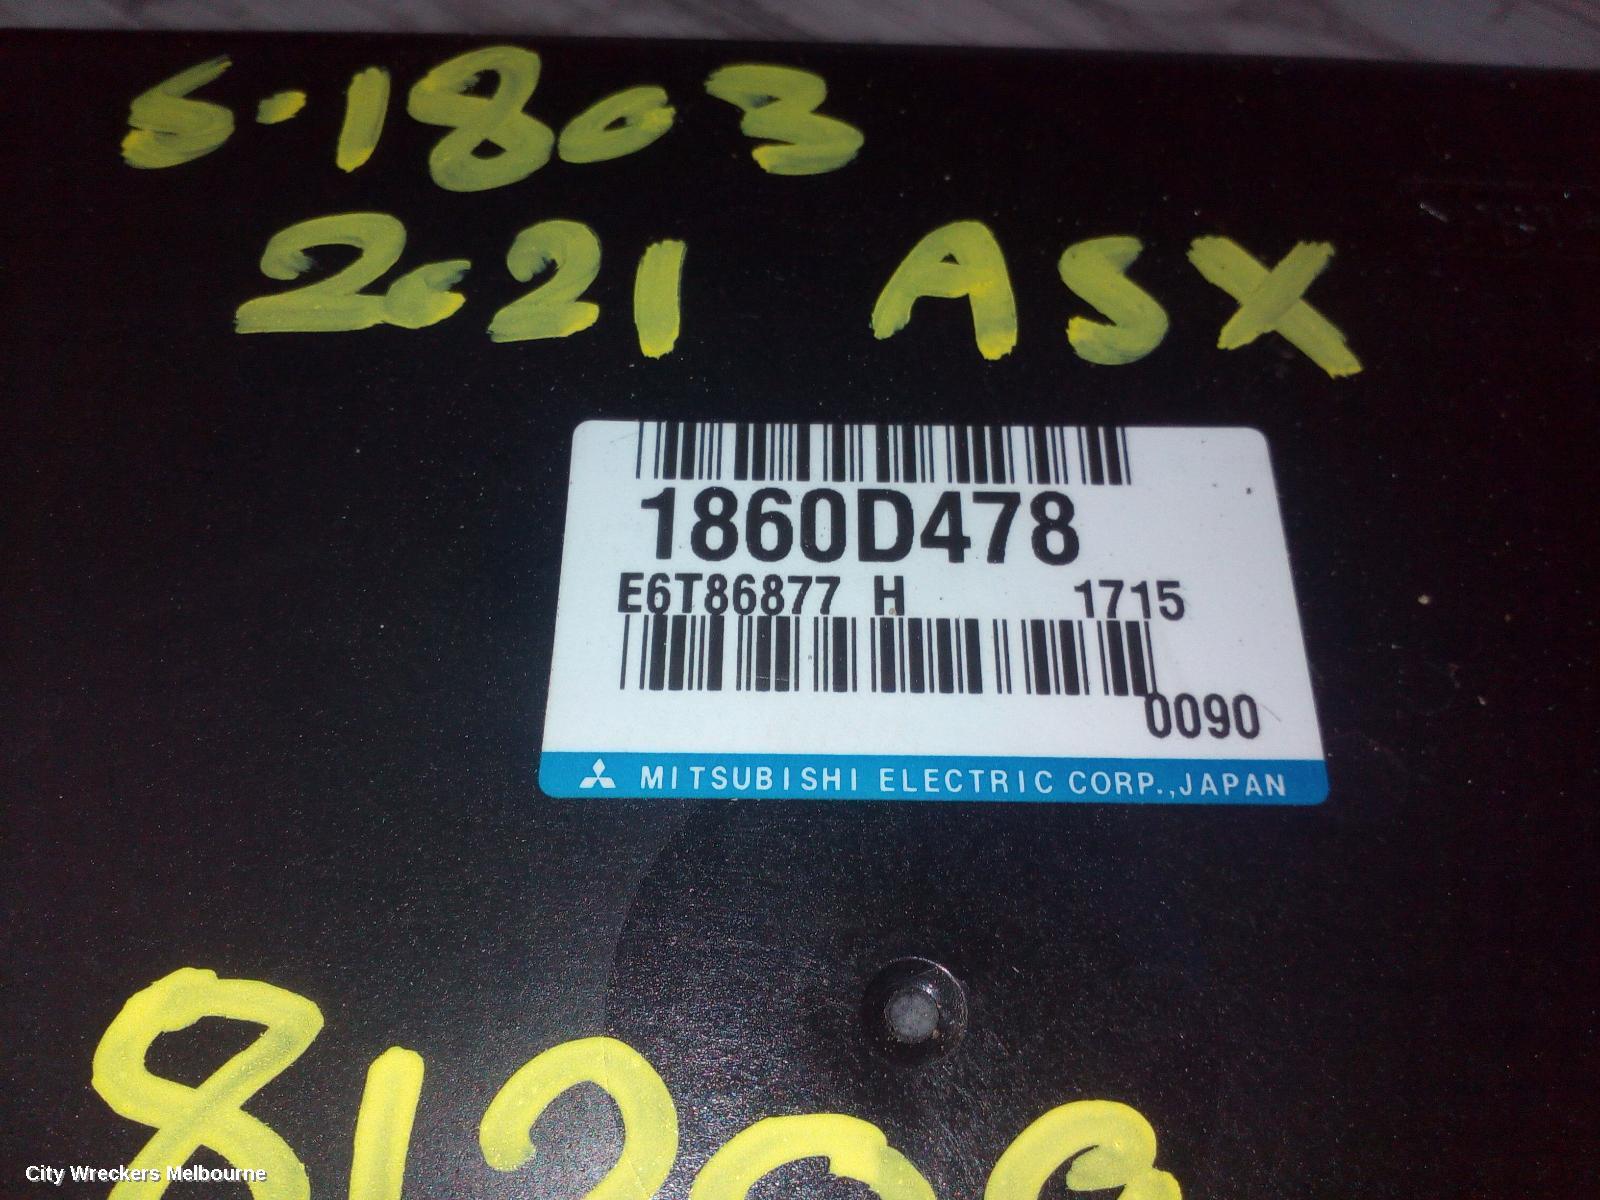 S-1803
2021 ASX
1860D478
E6T86877 H 1715
0090
MITSUBISHI ELECTRIC CORP.,JAPAN
City Wreckers Melbourne